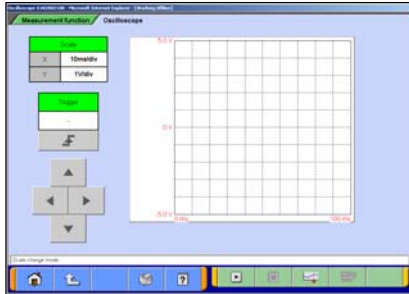 Measurement function
Oscilloscope
Scale
X 10ms/div
Y 1V/div
Trigger
-
5.0 V
0 V
-5.0 V
0 ms
100 ms
Scale change mode
?